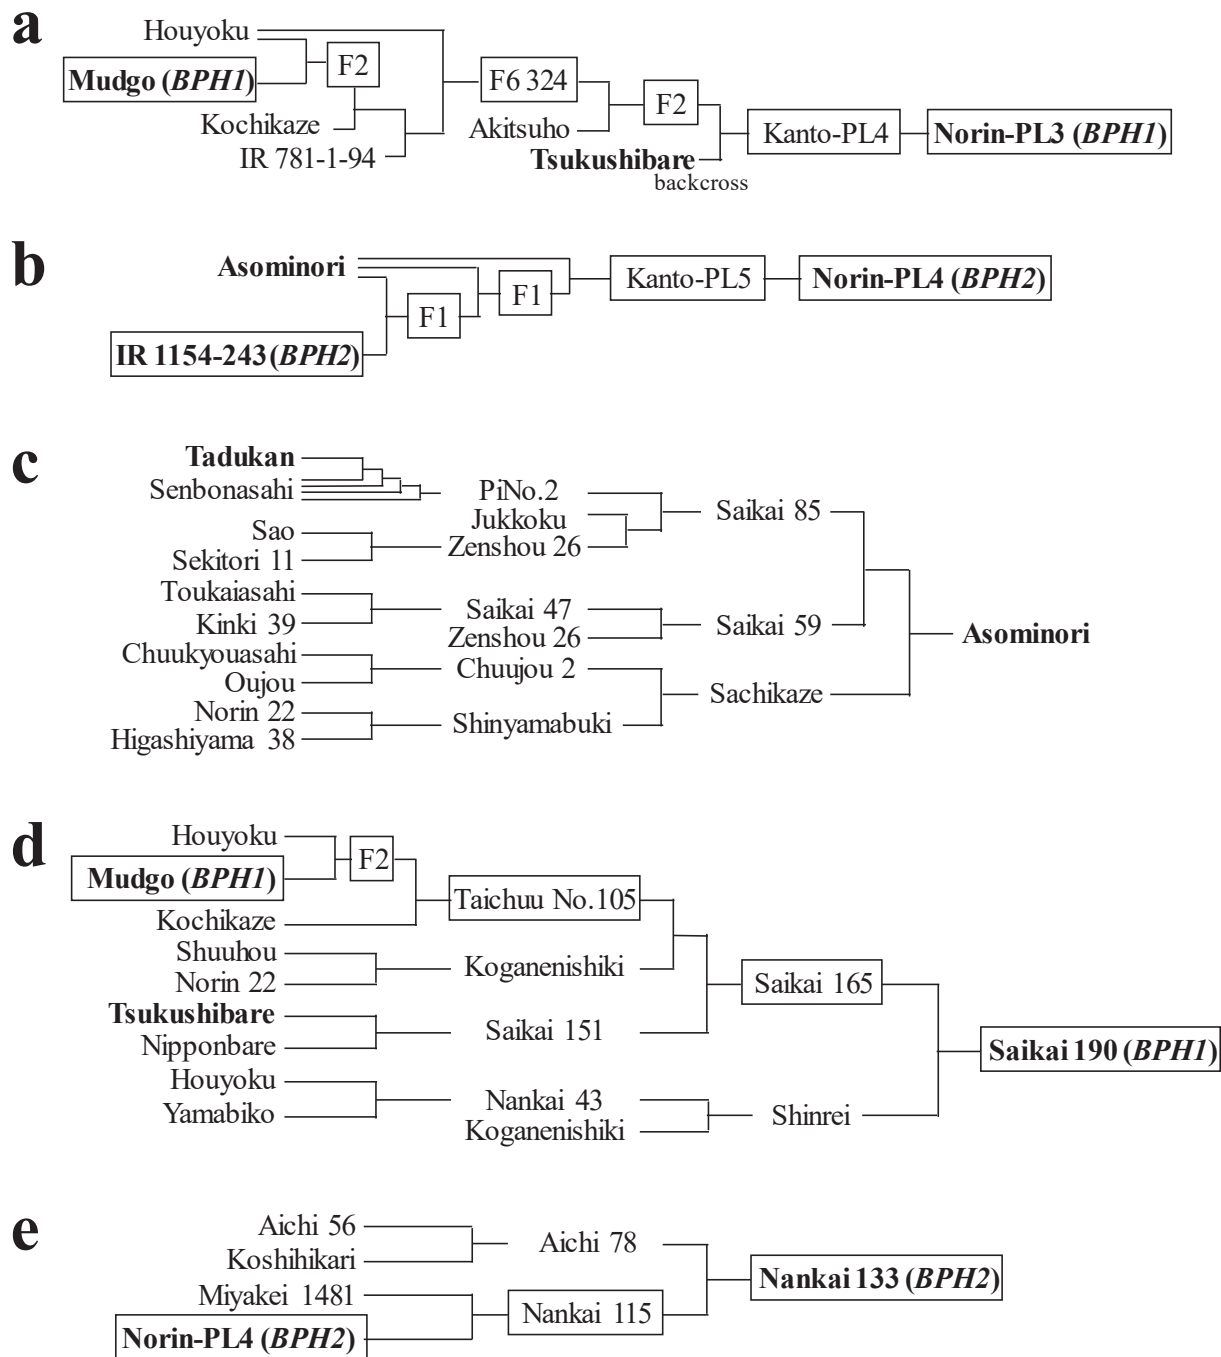 a
Houyoku
Mudgo (BPH1)
F2
Kochikaze
IR 781-1-94
F6 324
Akitsuho
F2
Tsukushibare
backcross
Kanto-PL4
Norin-PL3 (BPH1)
b
Asominori
IR 1154-243 (BPH2)
F1
F1
Kanto-PL5
Norin-PL4 (BPH2)
c
Tadukan
Senbonasahi
Sao
Sekitori 11
Toukaiasahi
Kinki 39
Chuukyouasahi
Oujou
Norin 22
Higashiyama 38
PiNo.2
Jukkoku
Zenshou 26
Saikai 47
Zenshou 26
Chuujou 2
Shinyamabuki
Saikai 85
Saikai 59
Sachikaze
Asominori
d
Houyoku
Mudgo (BPH1)
F2
Kochikaze
Shuuhou
Norin 22
Tsukushibare
Nipponbare
Houyoku
Yamabiko
Taichuu No.105
Koganenishiki
Saikai 151
Nankai 43
Koganenishiki
Saikai 165
Shinrei
Saikai 190 (BPH1)
e
Aichi 56
Koshihikari
Miyakei 1481
Norin-PL4 (BPH2)
Aichi 78
Nankai 115
Nankai 133 (BPH2)